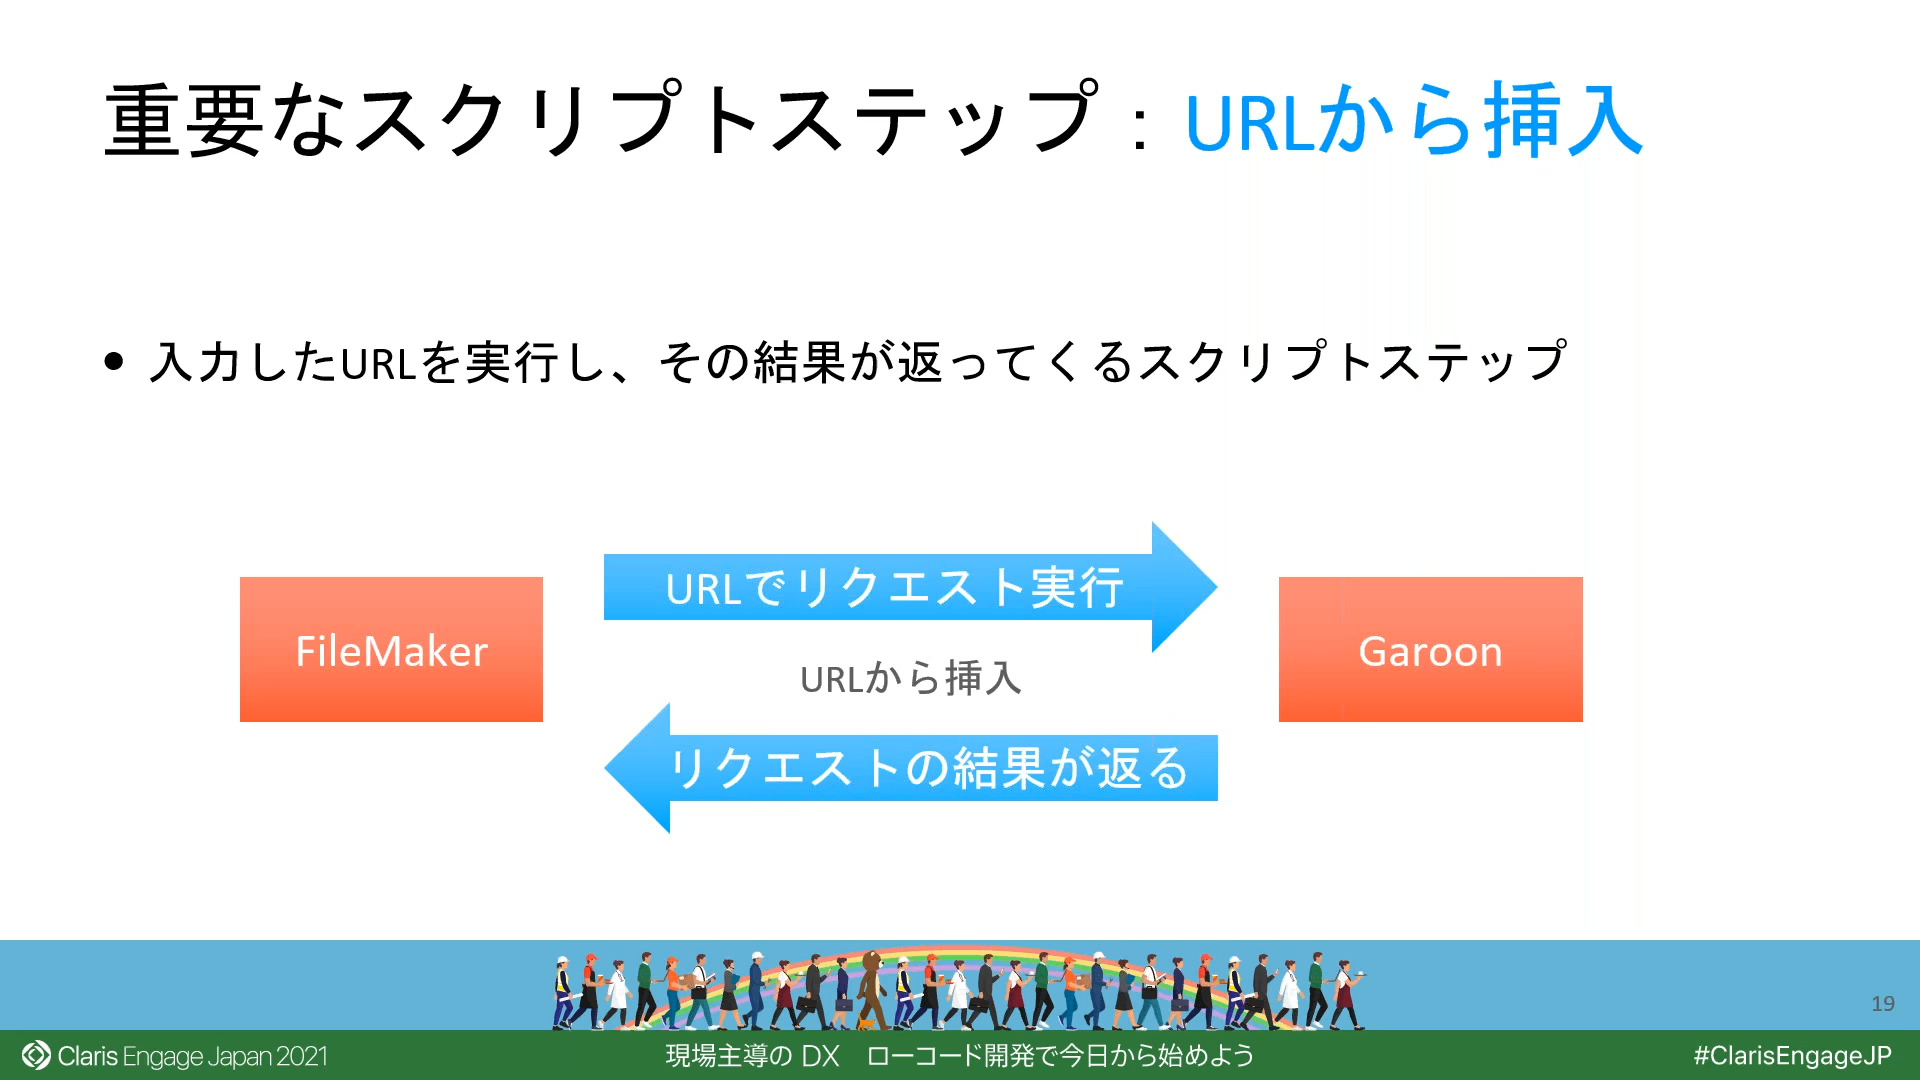 重要なスクリプトステップ：URLから挿入
• 入力したURLを実行し、その結果が返ってくるスクリプトステップ
URLでリクエスト実行
FileMaker
Garoon
URLから挿入
リクエストの結果が返る
19
Claris Engage Japan 2021
現場主導の DX　ローコード開発で今日から始めよう
#ClarisEngageJP